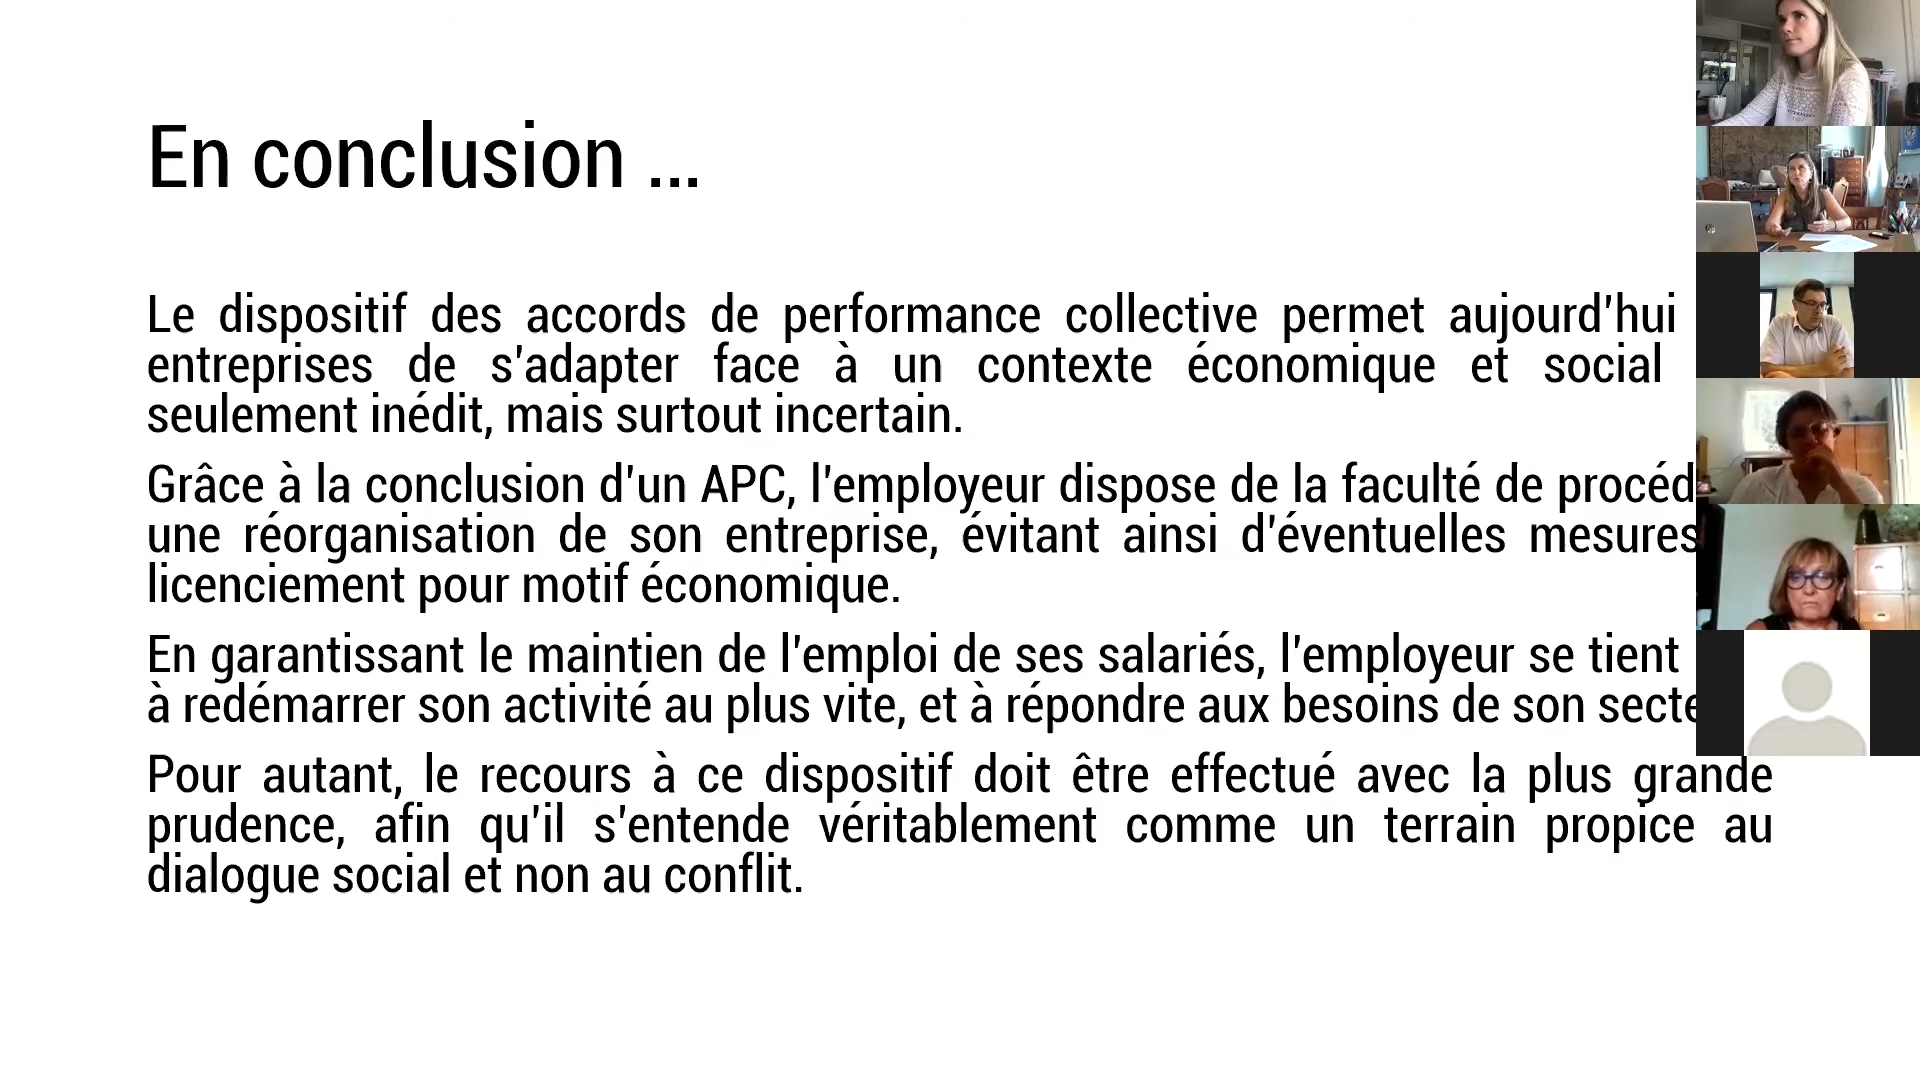 En conclusion ...
Le dispositif des accords de performance collective permet aujourd'hui
entreprises de s'adapter face à un contexte économique et social
seulement inédit, mais surtout incertain.
Grâce à la conclusion d'un APC, l'employeur dispose de la faculté de
une réorganisation de son entreprise, évitant ainsi d'éventuelles mesures
licenciement pour motif économique.
En garantissant le maintien de l'emploi de ses salariés, l'employeur se tient
à redémarrer son activité au plus vite, et à répondre aux besoins de son
Pour autant, le recours à ce dispositif doit être effectué avec la plus grande
prudence, afin qu'il s'entende véritablement comme un terrain propice au
dialogue social et non au conflit.